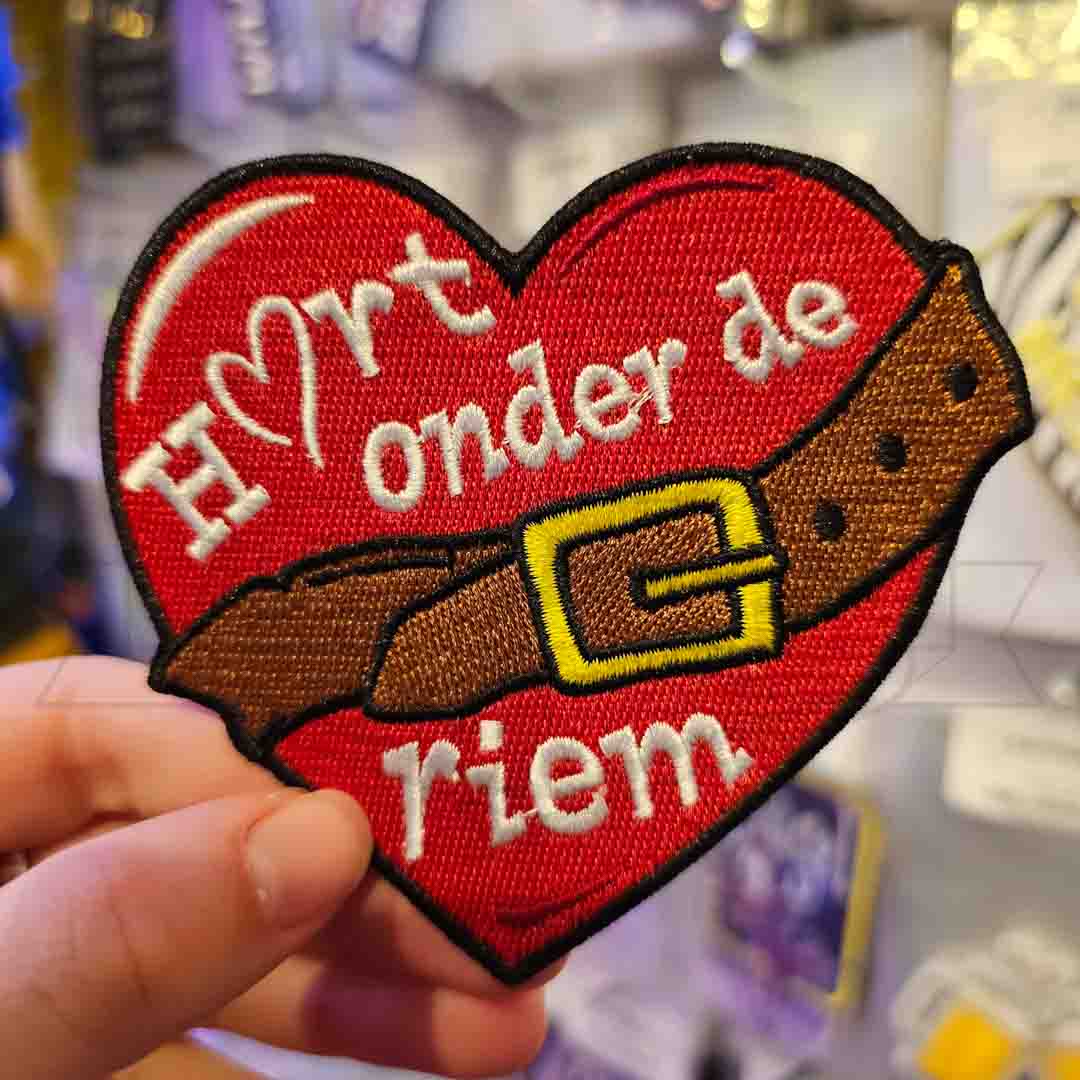 H♡rt
onder de
riem